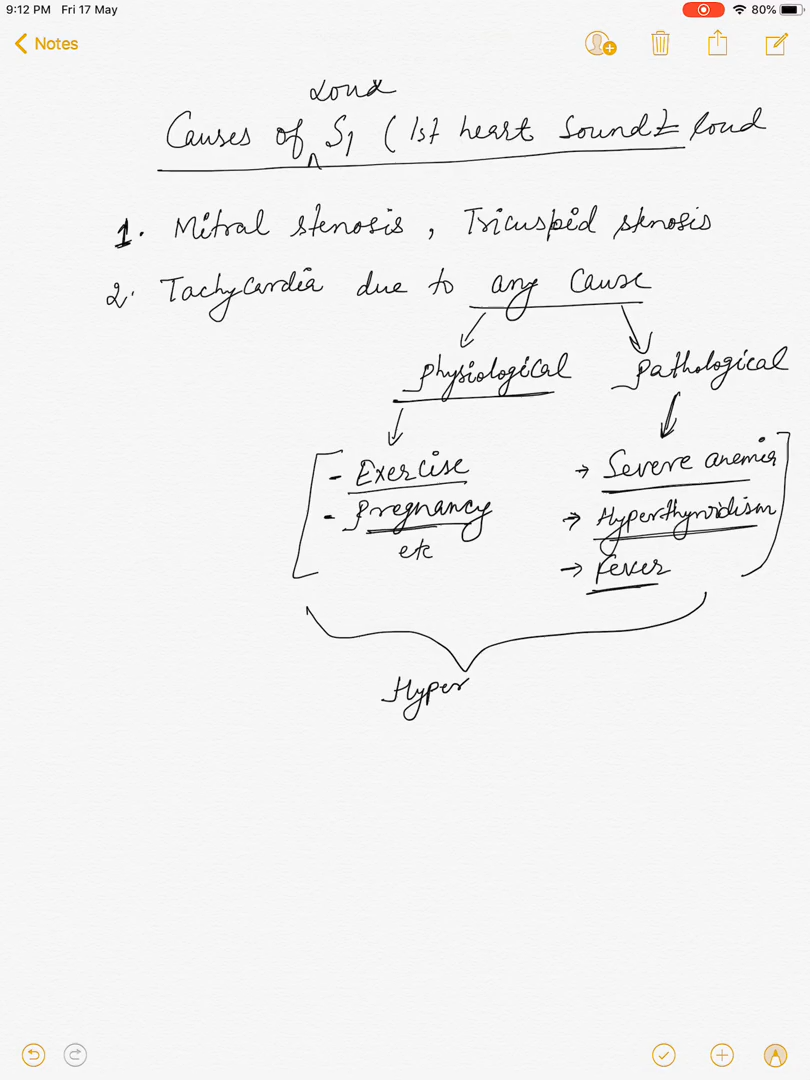 9:12 PM Fri 17 May
80%
Notes
Loud
Causes of ^ S1 (1st heart sound) loud
1. Mitral stenosis, Tricuspid stenosis
2. Tachycardia due to any cause
physiological pathological
- Exercise → Severe anemia
- Pregnancy → Hyperthyroidism
etc → Fever
Hyper